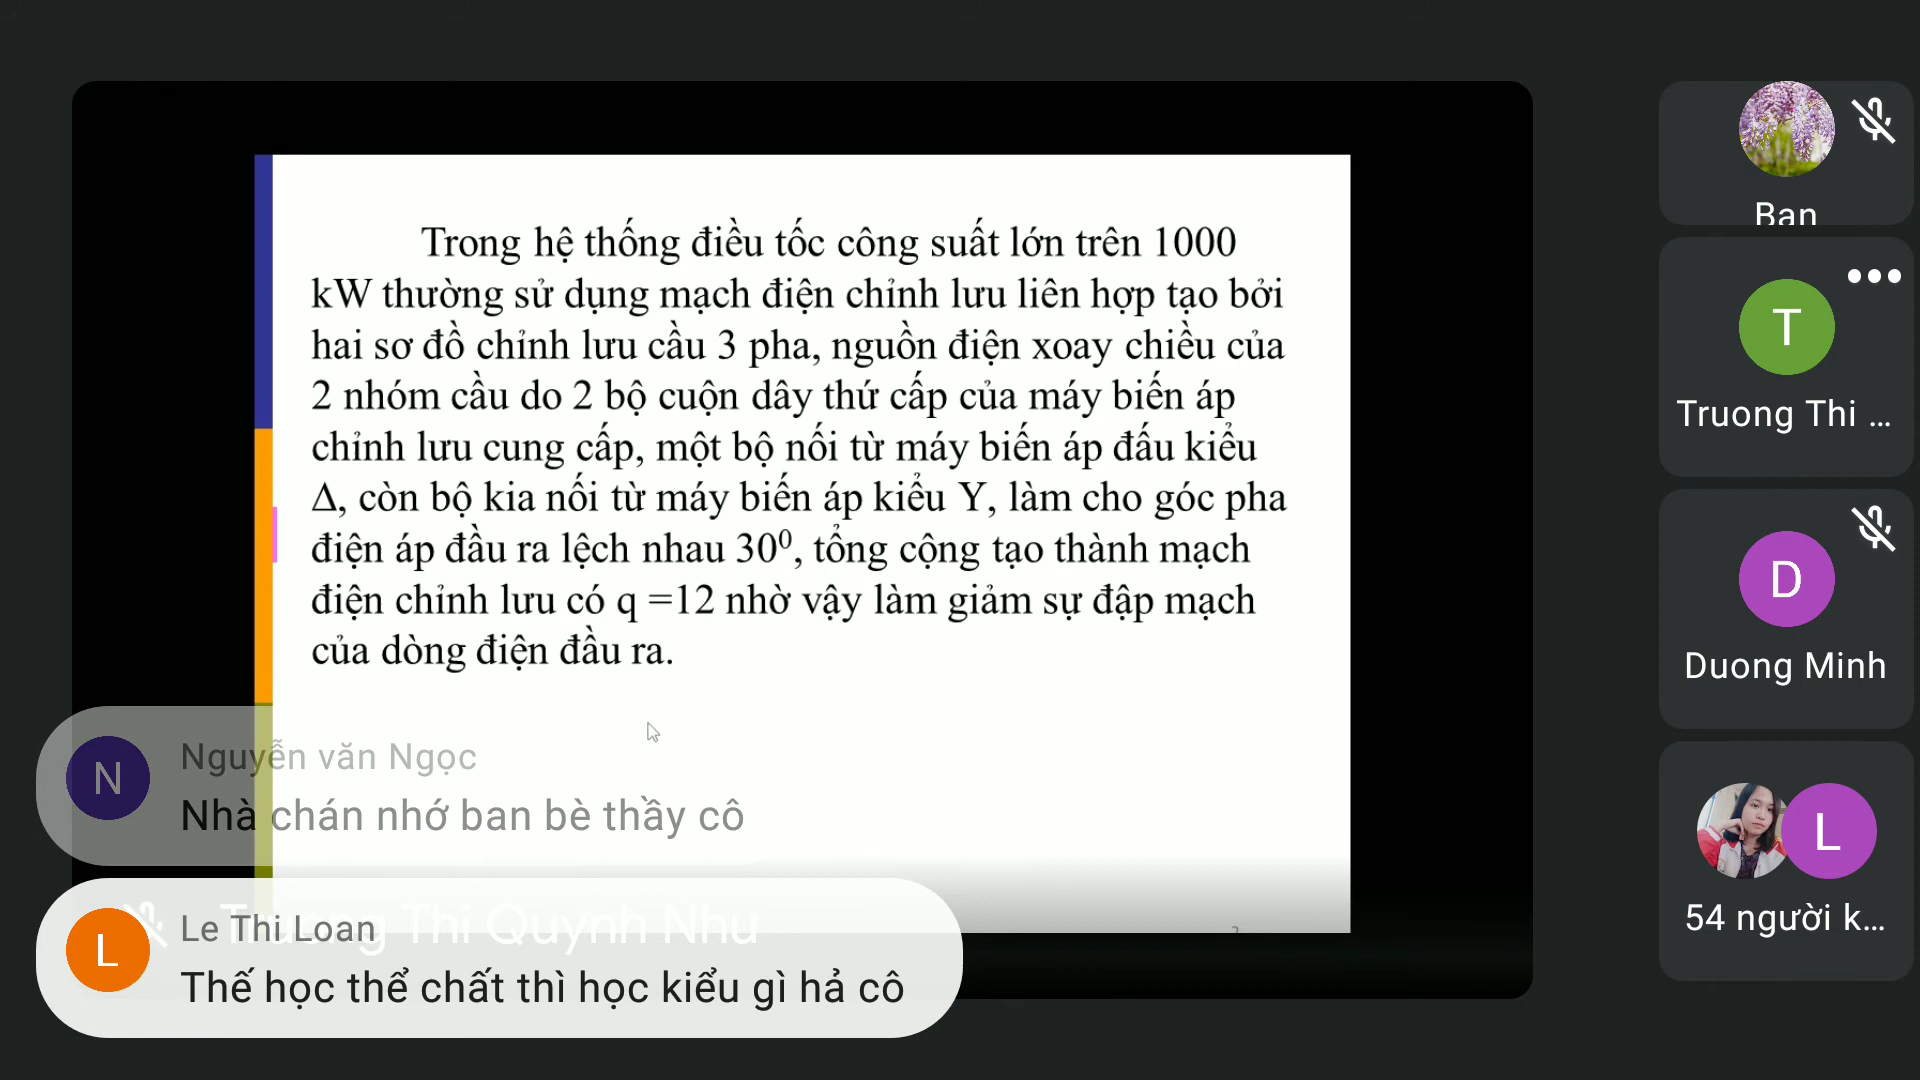 Trong hệ thống điều tốc công suất lớn trên 1000
kW thường sử dụng mạch điện chỉnh lưu liên hợp tạo bởi
hai sơ đồ chỉnh lưu cầu 3 pha, nguồn điện xoay chiều của
2 nhóm cầu do 2 bộ cuộn dây thứ cấp của máy biến áp
chỉnh lưu cung cấp, một bộ nối từ máy biến áp đấu kiểu
Δ, còn bộ kia nối từ máy biến áp kiểu Y, làm cho góc pha
điện áp đầu ra lệch nhau 30⁰, tổng cộng tạo thành mạch
điện chỉnh lưu có q =12 nhờ vậy làm giảm sự đập mạch
của dòng điện đầu ra.
N
Nguyễn văn Ngọc
Nhà chán nhớ ban bè thầy cô
Truong Thi Quynh Nhu
L
Le Thi Loan
Thế học thể chất thì học kiểu gì hả cô
Bạn
T
Truong Thi ...
D
Duong Minh
L
54 người k...